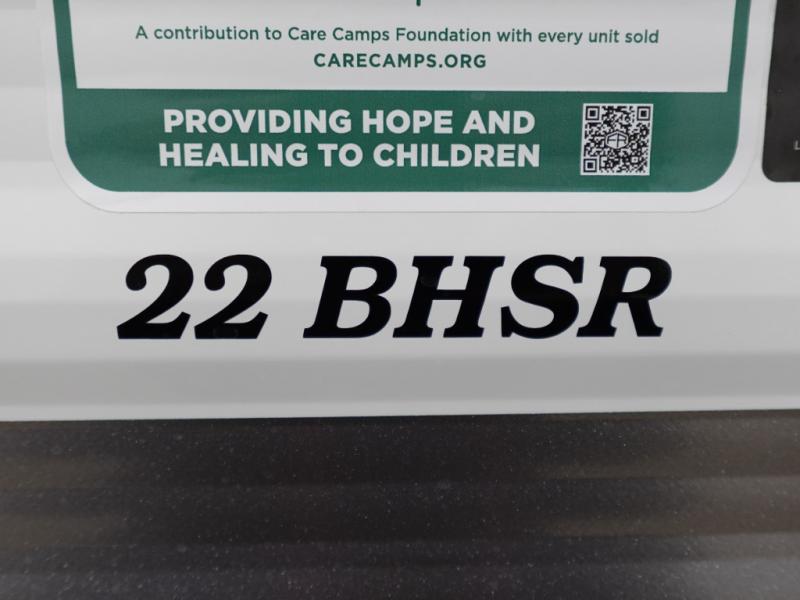 A contribution to Care Camps Foundation with every unit sold
CARECAMPS.ORG
PROVIDING HOPE AND
HEALING TO CHILDREN
22 BHSR